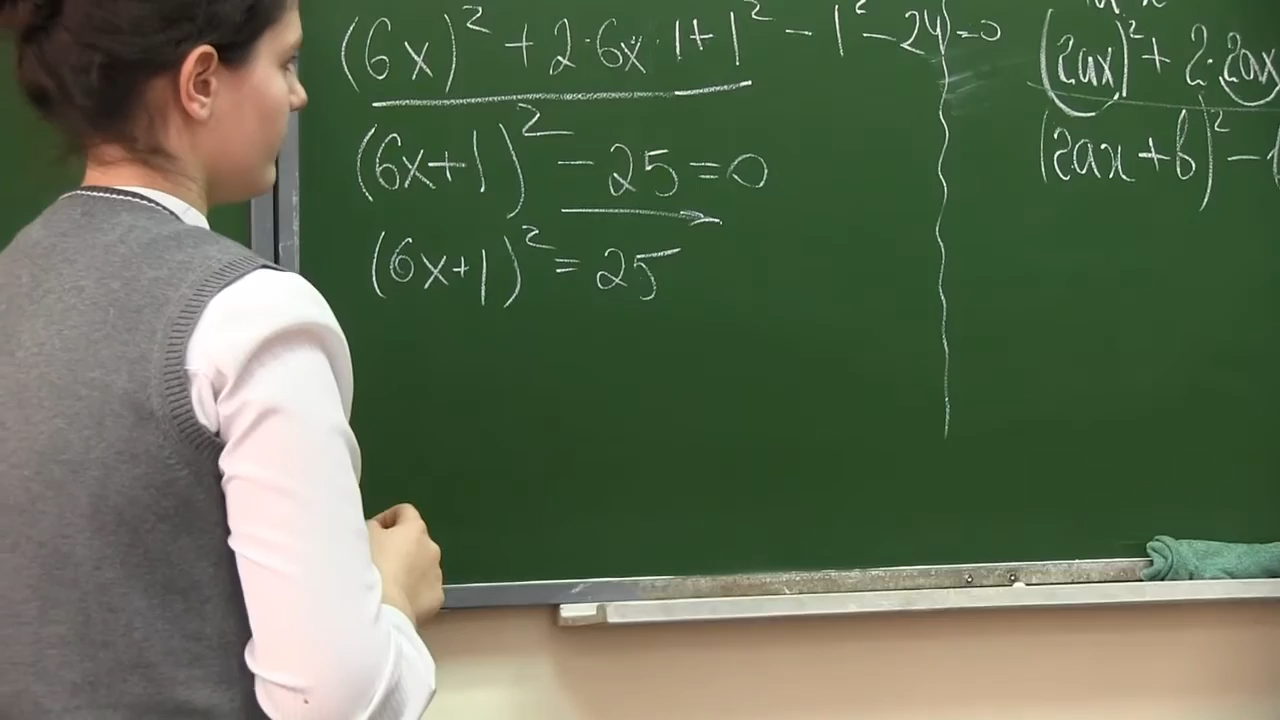 (6x)² + 2·6x·1+1² − 1² − 24=0
(6x+1)² − 25=0
(6x+1)² = 25
(2ax)² + 2·2ax
(2ax+b)² −